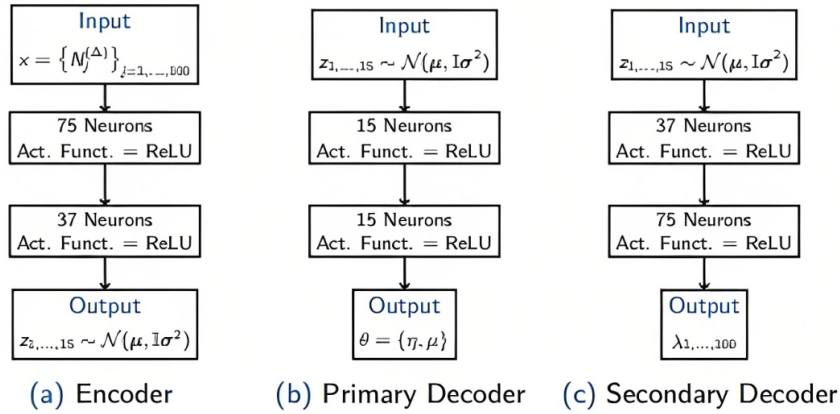 Input
x = {N_j^(Δ)}_j=1,...,100
75 Neurons
Act. Funct. = ReLU
37 Neurons
Act. Funct. = ReLU
Output
z_1,...,15 ~ 𝒩(μ, 𝕀σ²)
(a) Encoder
Input
z_1,...,15 ~ 𝒩(μ, 𝕀σ²)
15 Neurons
Act. Funct. = ReLU
15 Neurons
Act. Funct. = ReLU
Output
θ = {η, μ}
(b) Primary Decoder
Input
z_1,...,15 ~ 𝒩(μ, 𝕀σ²)
37 Neurons
Act. Funct. = ReLU
75 Neurons
Act. Funct. = ReLU
Output
λ_1,...,100
(c) Secondary Decoder